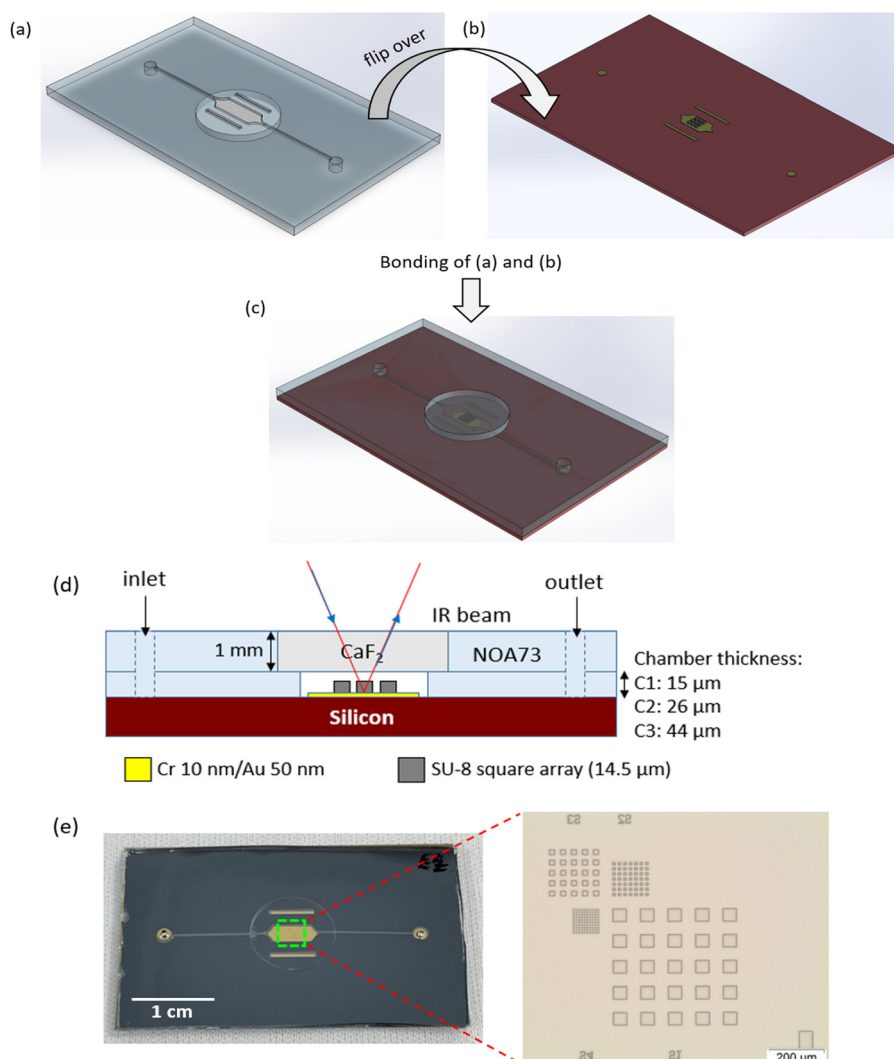 (a)
flip over
(b)
Bonding of (a) and (b)
(c)
(d)
inlet
outlet
IR beam
1 mm
CaF₂
NOA73
Chamber thickness:
C1: 15 µm
C2: 26 µm
C3: 44 µm
Silicon
Cr 10 nm/Au 50 nm
SU-8 square array (14.5 µm)
(e)
1 cm
S3 S2
S4 S1
200 µm